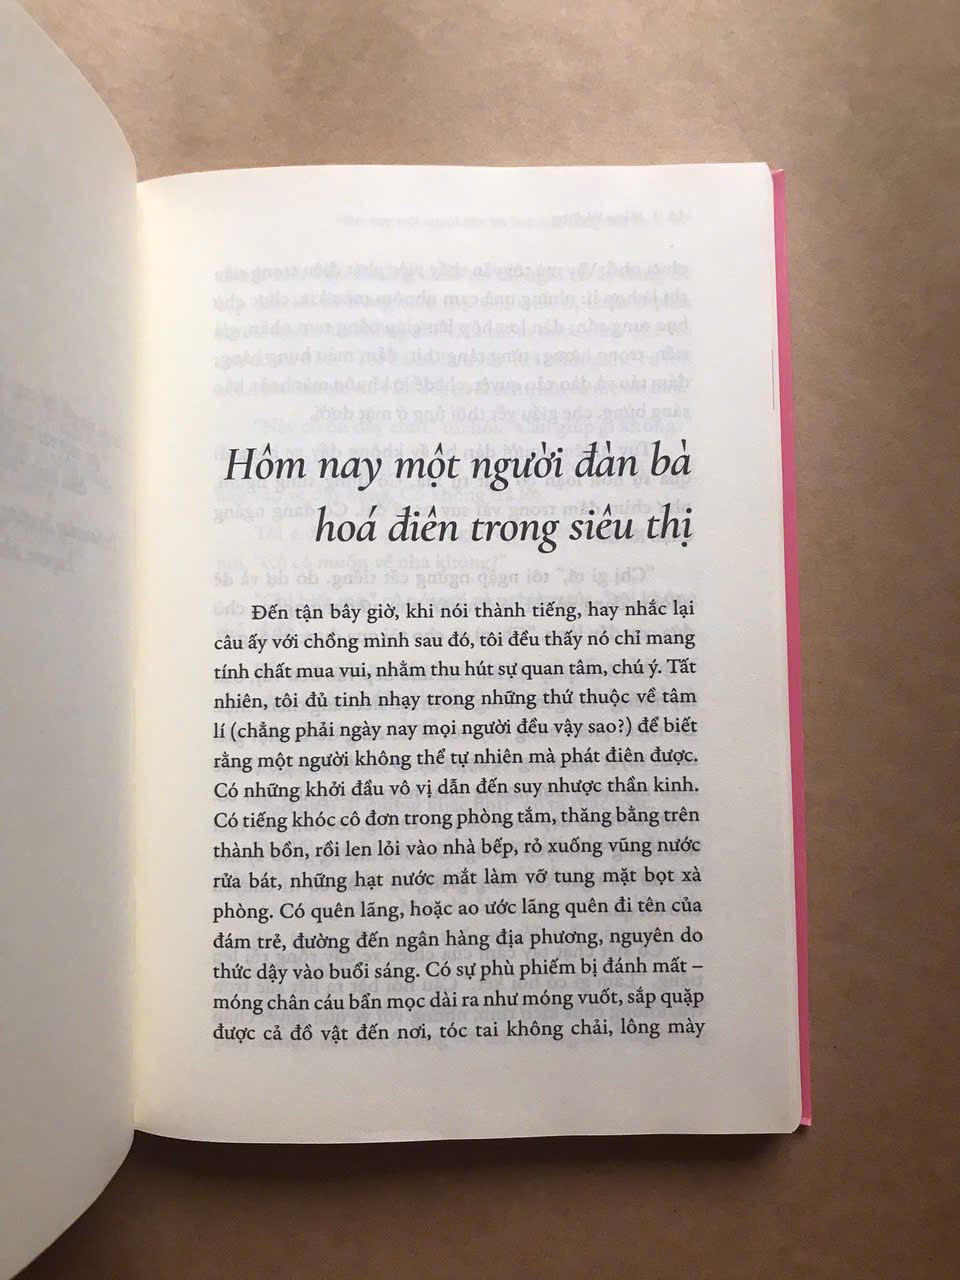 Hôm nay một người đàn bà
hoá điên trong siêu thị
Đến tận bây giờ, khi nói thành tiếng, hay nhắc lại
câu ấy với chồng mình sau đó, tôi đều thấy nó chỉ mang
tính chất mua vui, nhằm thu hút sự quan tâm, chú ý. Tất
nhiên, tôi đủ tinh nhạy trong những thứ thuộc về tâm
lí (chẳng phải ngày nay mọi người đều vậy sao?) để biết
rằng một người không thể tự nhiên mà phát điên được.
Có những khởi đầu vô vị dẫn đến suy nhược thần kinh.
Có tiếng khóc cô đơn trong phòng tắm, thăng bằng trên
thành bồn, rồi len lỏi vào nhà bếp, rỏ xuống vũng nước
rửa bát, những hạt nước mắt làm vỡ tung mặt bọt xà
phòng. Có quên lãng, hoặc ao ước lãng quên đi tên của
đám trẻ, đường đến ngân hàng địa phương, nguyên do
thức dậy vào buổi sáng. Có sự phù phiếm bị đánh mất –
móng chân cáu bẩn mọc dài ra như móng vuốt, sắp quặp
được cả đồ vật đến nơi, tóc tai không chải, lông mày